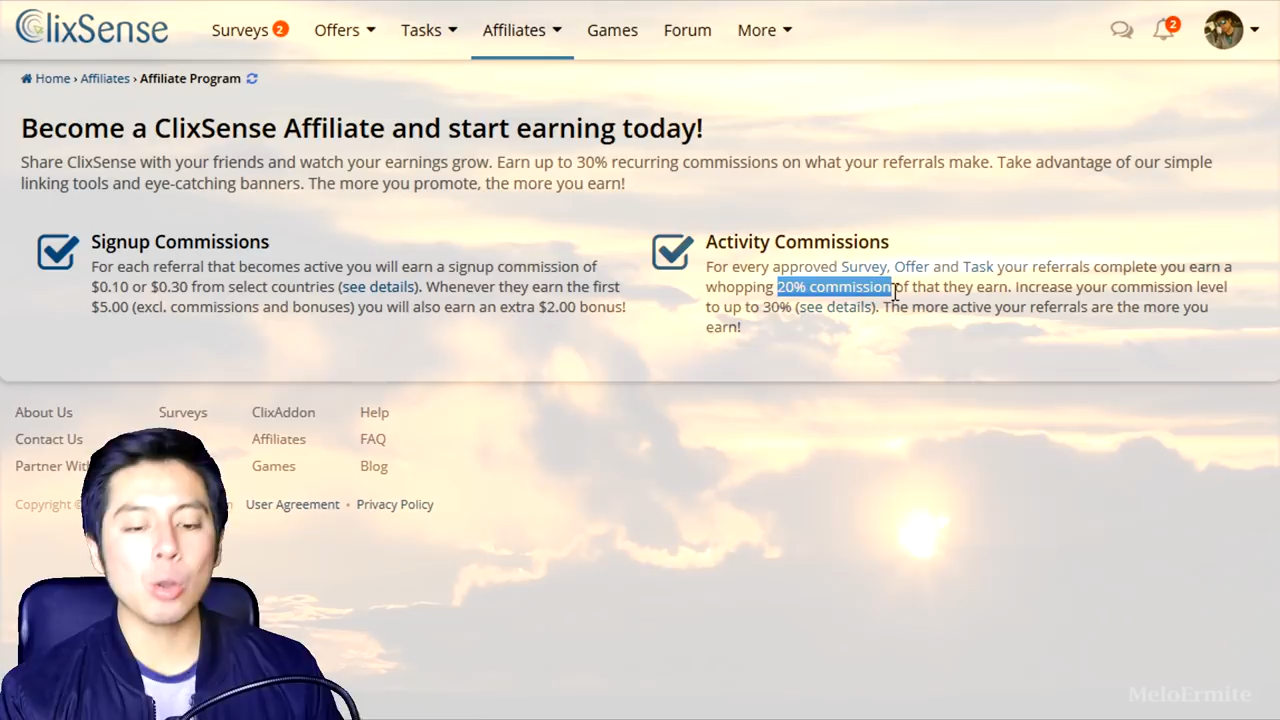 ClixSense
Surveys 2 Offers Tasks Affiliates Games Forum More 2
Home › Affiliates › Affiliate Program
Become a ClixSense Affiliate and start earning today!
Share ClixSense with your friends and watch your earnings grow. Earn up to 30% recurring commissions on what your referrals make. Take advantage of our simple
linking tools and eye-catching banners. The more you promote, the more you earn!
Signup Commissions
For each referral that becomes active you will earn a signup commission of
$0.10 or $0.30 from select countries (see details). Whenever they earn the first
$5.00 (excl. commissions and bonuses) you will also earn an extra $2.00 bonus!
Activity Commissions
For every approved Survey, Offer and Task your referrals complete you earn a
whopping 20% commission of that they earn. Increase your commission level
to up to 30% (see details). The more active your referrals are the more you
earn!
About Us Surveys ClixAddon Help
Contact Us Affiliates FAQ
Partner Games Blog
Copyright User Agreement • Privacy Policy
MeloErmite